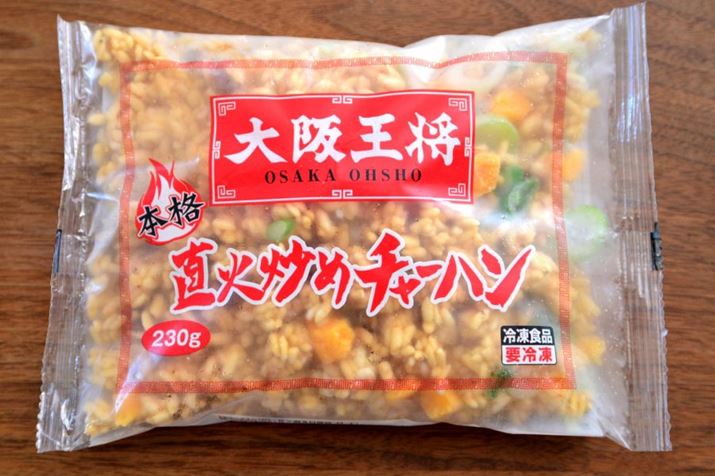 大阪王将
OSAKA OHSHO
本格
直火炒めチャーハン
230g
冷凍食品
要冷凍